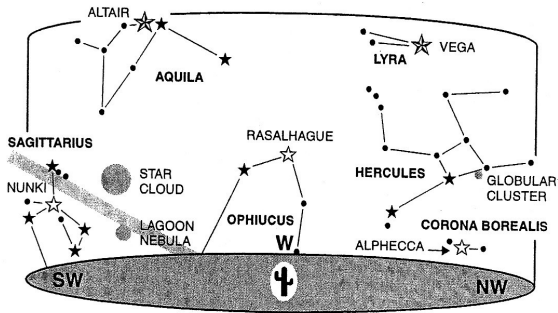 ALTAIR
AQUILA
LYRA
VEGA
SAGITTARIUS
NUNKI
STAR
CLOUD
LAGOON
NEBULA
RASALHAGUE
OPHIUCUS
HERCULES
GLOBULAR
CLUSTER
CORONA BOREALIS
ALPHECCA
SW
W
NW